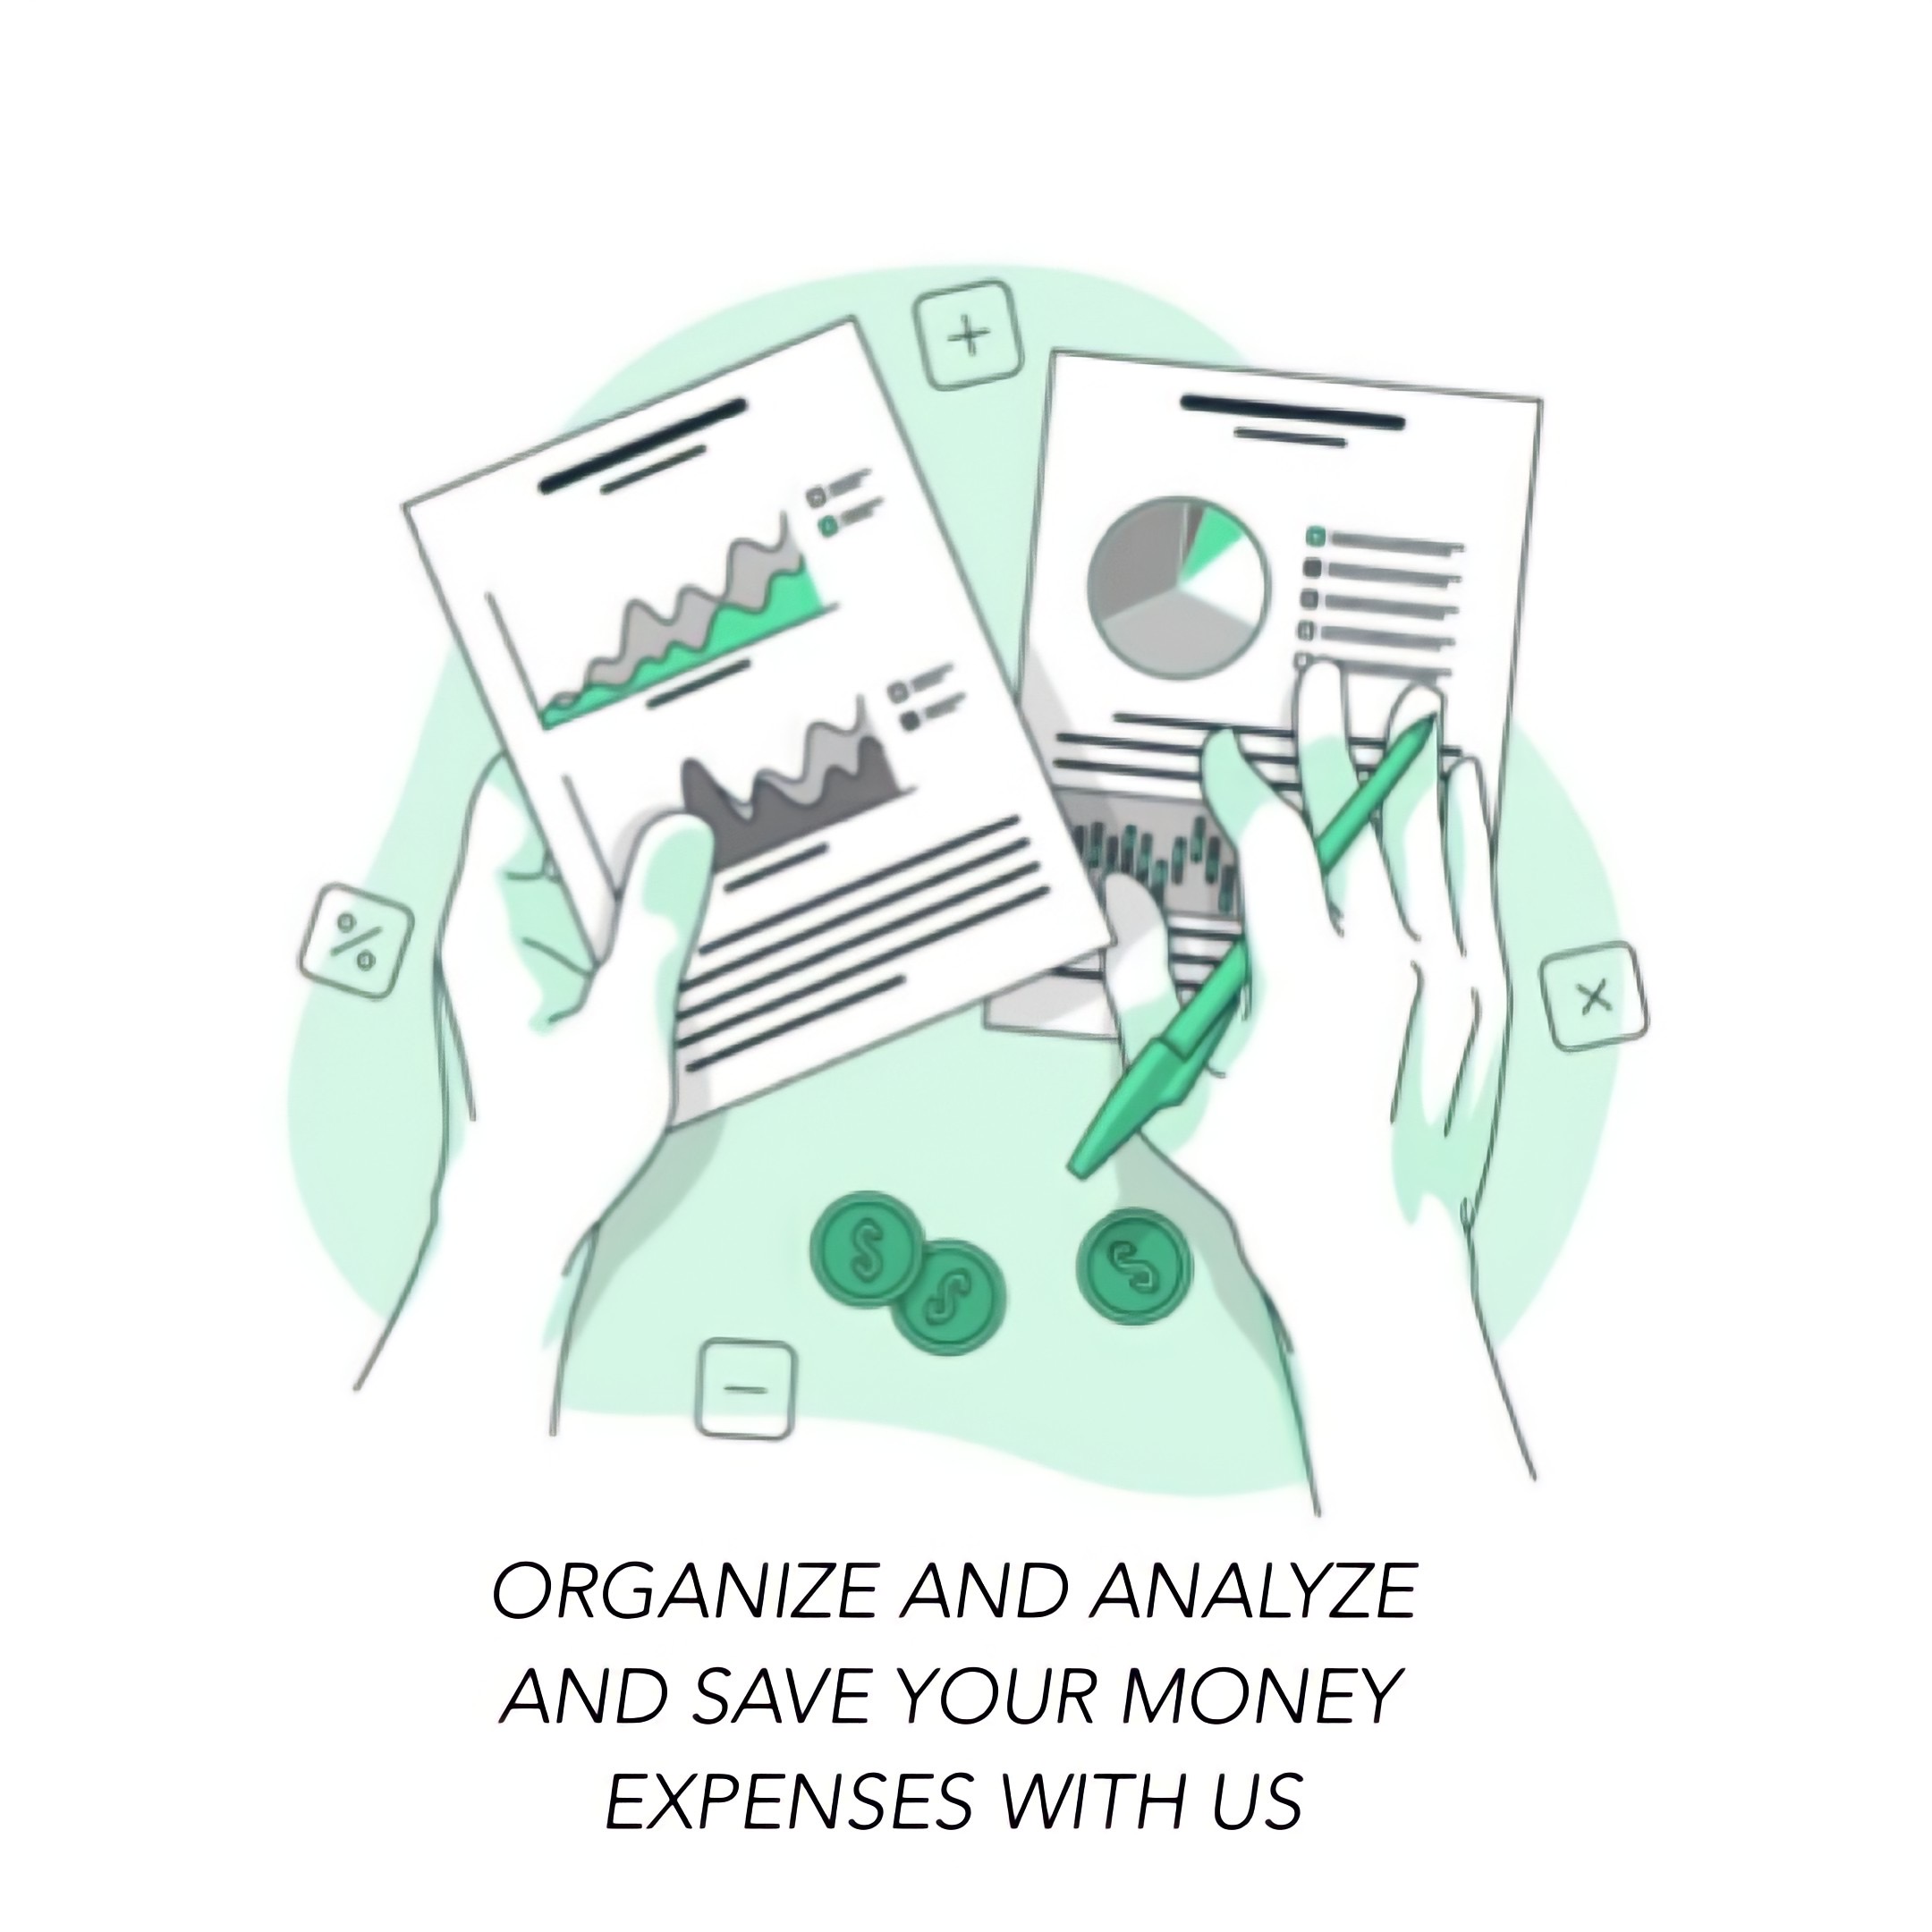 +
%
×
$
$
$
−
ORGANIZE AND ANALYZE
AND SAVE YOUR MONEY
EXPENSES WITH US